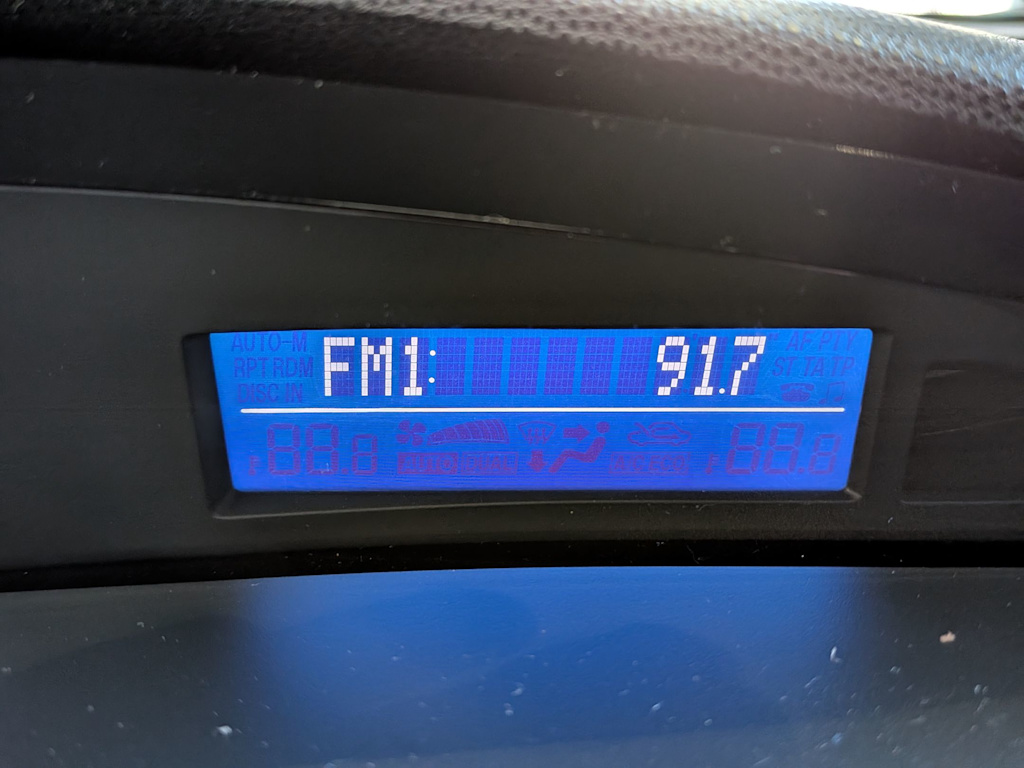 AUTO-M FM1: 91.7 AF PTY
RPT RDM ST TA TP
DISC IN
88.8 88.8